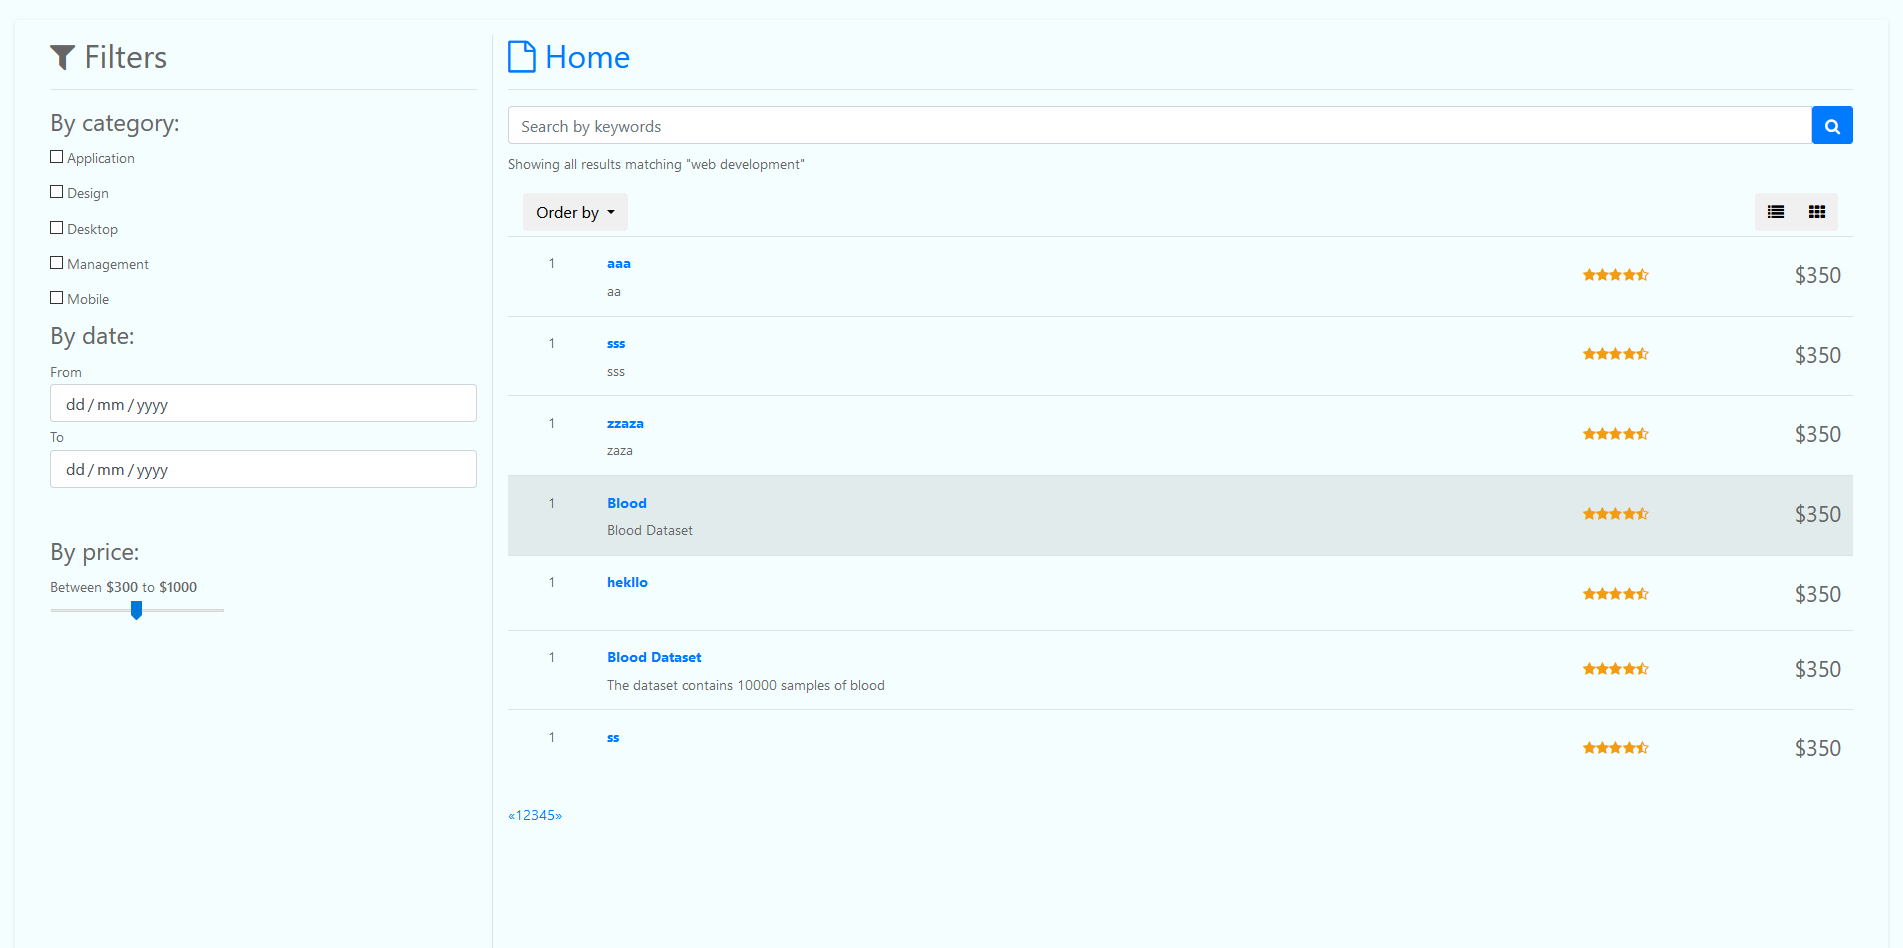 Filters
By category:
Application
Design
Desktop
Management
Mobile
By date:
From
dd/mm/yyyy
To
dd/mm/yyyy
By price:
Between $300 to $1000
Home
Search by keywords
Showing all results matching "web development"
Order by
1 aaa $350
aa
1 sss $350
sss
1 zzaza $350
zaza
1 Blood $350
Blood Dataset
1 hekllo $350
1 Blood Dataset $350
The dataset contains 10000 samples of blood
1 ss $350
«12345»